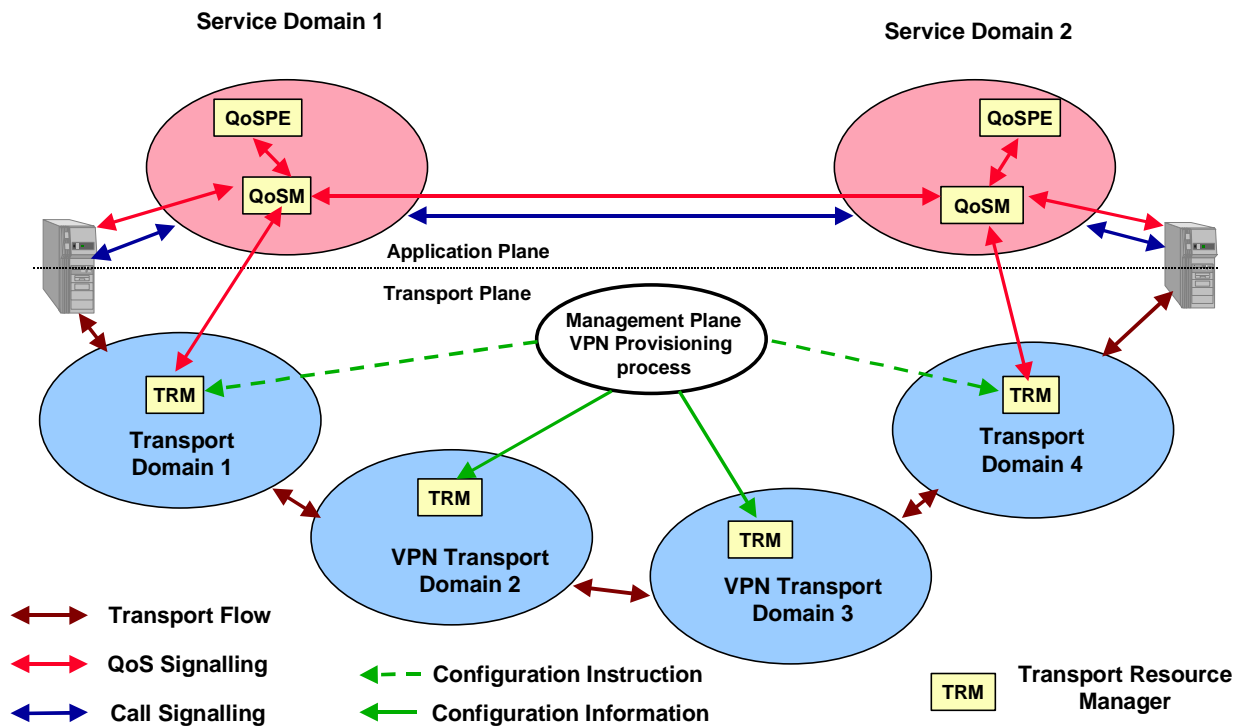 Service Domain 1
Service Domain 2
QoSPE
QoSPE
QoSM
QoSM
Application Plane
Transport Plane
Management Plane
VPN Provisioning
process
TRM
Transport
Domain 1
TRM
Transport
Domain 4
TRM
VPN Transport
Domain 2
TRM
VPN Transport
Domain 3
Transport Flow
QoS Signalling
Call Signalling
Configuration Instruction
Configuration Information
TRM
Transport Resource
Manager